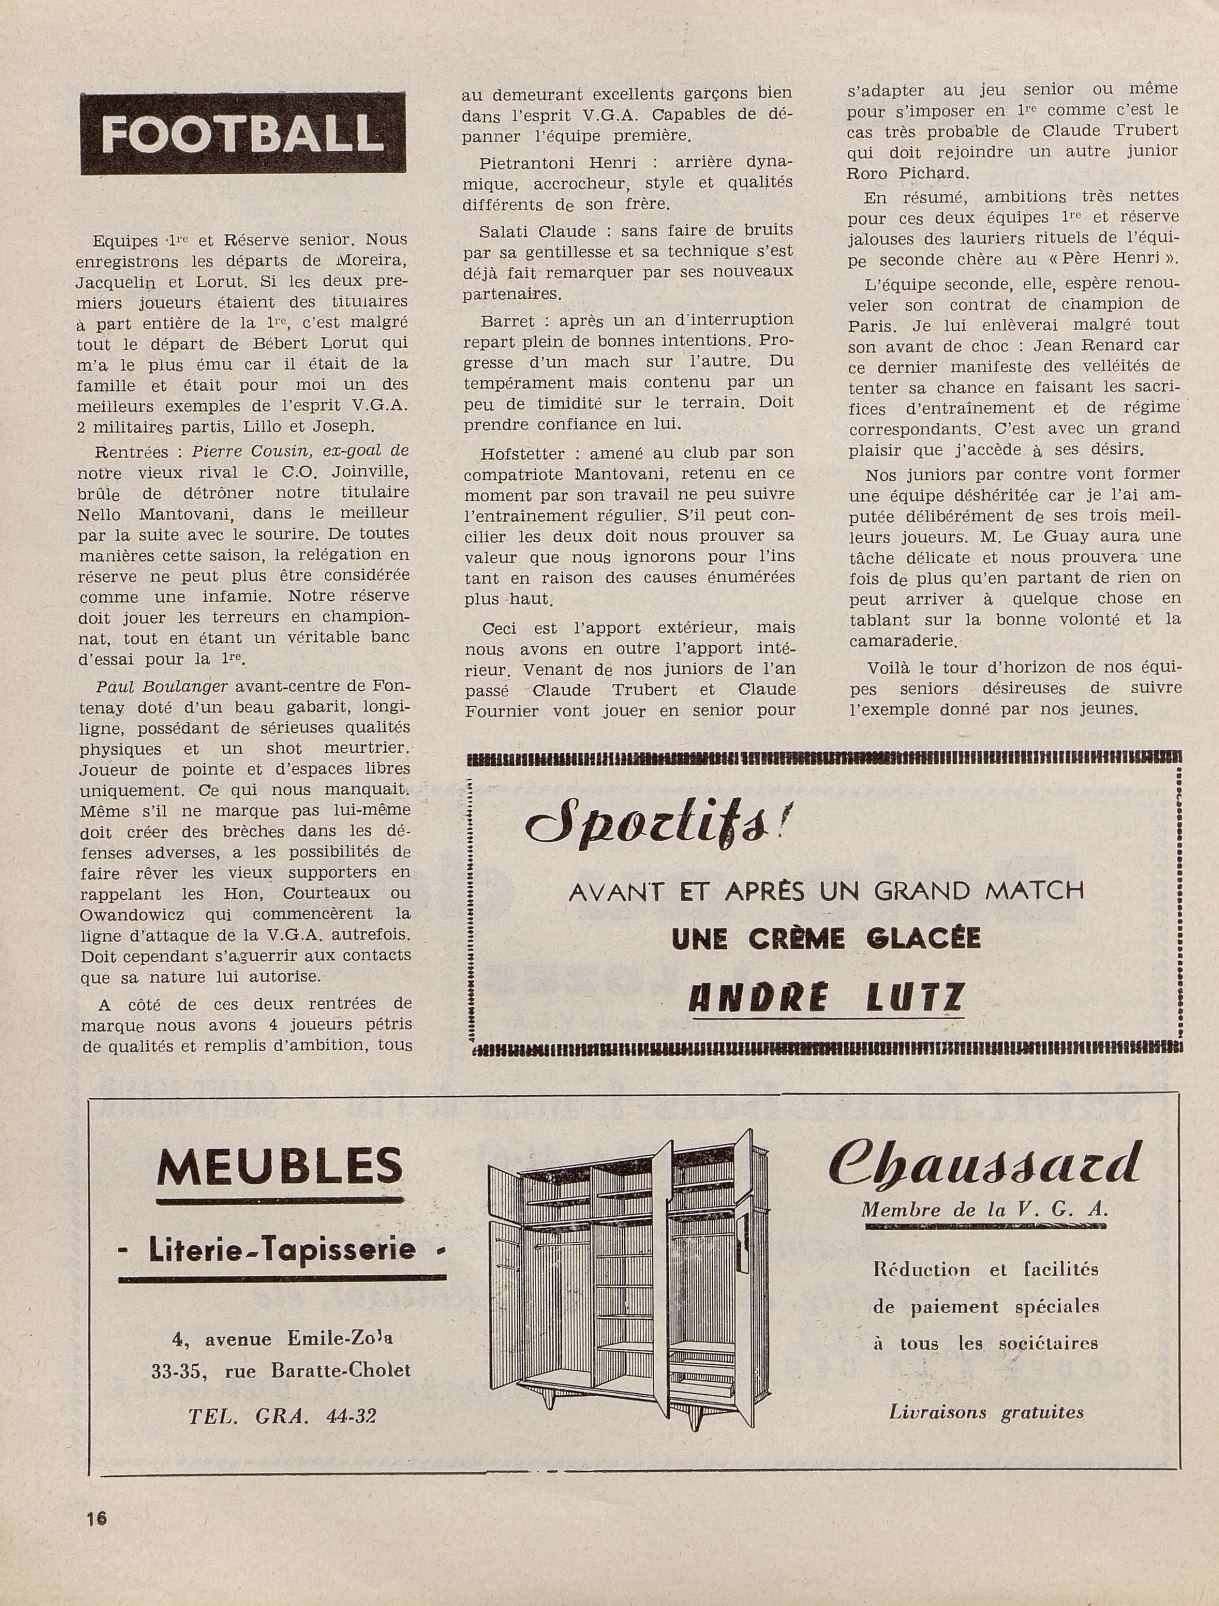 FOOTBALL
Equipes 1re et Réserve senior. Nous
enregistrons les départs de Moreira,
Jacquelin et Lorut. Si les deux pre-
miers joueurs étaient des titulaires
à part entière de la 1re, c'est malgré
tout le départ de Bébert Lorut qui
m'a le plus ému car il était de la
famille et était pour moi un des
meilleurs exemples de l'esprit V.G.A.
2 militaires partis, Lillo et Joseph.
Rentrées : Pierre Cousin, ex-goal de
notre vieux rival le C.O. Joinville,
brûle de détrôner notre titulaire
Nello Mantovani, dans le meilleur
par la suite avec le sourire. De toutes
manières cette saison, la relégation en
réserve ne peut plus être considérée
comme une infamie. Notre réserve
doit jouer les terreurs en champion-
nat, tout en étant un véritable banc
d'essai pour la 1re.
Paul Boulanger avant-centre de Fon-
tenay doté d'un beau gabarit, longi-
ligne, possédant de sérieuses qualités
physiques et un shot meurtrier.
Joueur de pointe et d'espaces libres
uniquement. Ce qui nous manquait.
Même s'il ne marque pas lui-même
doit créer des brèches dans les dé-
fenses adverses, a les possibilités de
faire rêver les vieux supporters en
rappelant les Hon, Courteaux ou
Owandowicz qui commencèrent la
ligne d'attaque de la V.G.A. autrefois.
Doit cependant s'aguerrir aux contacts
que sa nature lui autorise.
A côté de ces deux rentrées de
marque nous avons 4 joueurs pétris
de qualités et remplis d'ambition, tous
au demeurant excellents garçons bien
dans l'esprit V.G.A. Capables de dé-
panner l'équipe première.
Pietrantoni Henri : arrière dyna-
mique, accrocheur, style et qualités
différents de son frère.
Salati Claude : sans faire de bruits
par sa gentillesse et sa technique s'est
déjà fait remarquer par ses nouveaux
partenaires.
Barret : après un an d'interruption
repart plein de bonnes intentions. Pro-
gresse d'un mach sur l'autre. Du
tempérament mais contenu par un
peu de timidité sur le terrain. Doit
prendre confiance en lui.
Hofstetter : amené au club par son
compatriote Mantovani, retenu en ce
moment par son travail ne peu suivre
l'entraînement régulier. S'il peut con-
cilier les deux doit nous prouver sa
valeur que nous ignorons pour l'ins
tant en raison des causes énumérées
plus haut.
Ceci est l'apport extérieur, mais
nous avons en outre l'apport inté-
rieur. Venant de nos juniors de l'an
passé Claude Trubert et Claude
Fournier vont jouer en senior pour
s'adapter au jeu senior ou même
pour s'imposer en 1re comme c'est le
cas très probable de Claude Trubert
qui doit rejoindre un autre junior
Roro Pichard.
En résumé, ambitions très nettes
pour ces deux équipes 1re et réserve
jalouses des lauriers rituels de l'équi-
pe seconde chère au « Père Henri ».
L'équipe seconde, elle, espère renou-
veler son contrat de champion de
Paris. Je lui enlèverai malgré tout
son avant de choc : Jean Renard car
ce dernier manifeste des velléités de
tenter sa chance en faisant les sacri-
fices d'entraînement et de régime
correspondants. C'est avec un grand
plaisir que j'accède à ses désirs.
Nos juniors par contre vont former
une équipe déshéritée car je l'ai am-
putée délibérément de ses trois meil-
leurs joueurs. M. Le Guay aura une
tâche délicate et nous prouvera une
fois de plus qu'en partant de rien on
peut arriver à quelque chose en
tablant sur la bonne volonté et la
camaraderie.
Voilà le tour d'horizon de nos équi-
pes seniors désireuses de suivre
l'exemple donné par nos jeunes.
Sportifs !
AVANT ET APRÈS UN GRAND MATCH
UNE CRÈME GLACÉE
ANDRÉ LUTZ
MEUBLES
- Literie-Tapisserie -
4, avenue Emile-Zola
33-35, rue Baratte-Cholet
TEL. GRA. 44-32
Chaussard
Membre de la V. G. A.
Réduction et facilités
de paiement spéciales
à tous les sociétaires
Livraisons gratuites
16